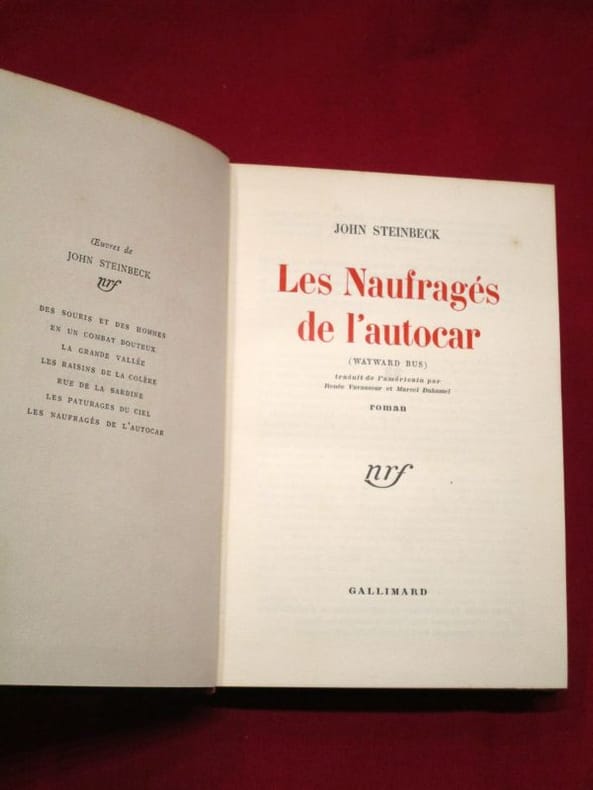 Œuvres de
JOHN STEINBECK
nrf
DES SOURIS ET DES HOMMES
EN UN COMBAT DOUTEUX
LA GRANDE VALLÉE
LES RAISINS DE LA COLÈRE
RUE DE LA SARDINE
LES PATURAGES DU CIEL
LES NAUFRAGÉS DE L'AUTOCAR
JOHN STEINBECK
Les Naufragés
de l'autocar
(WAYWARD BUS)
traduit de l'américain par
Renée Vavasseur et Marcel Duhamel
roman
nrf
GALLIMARD